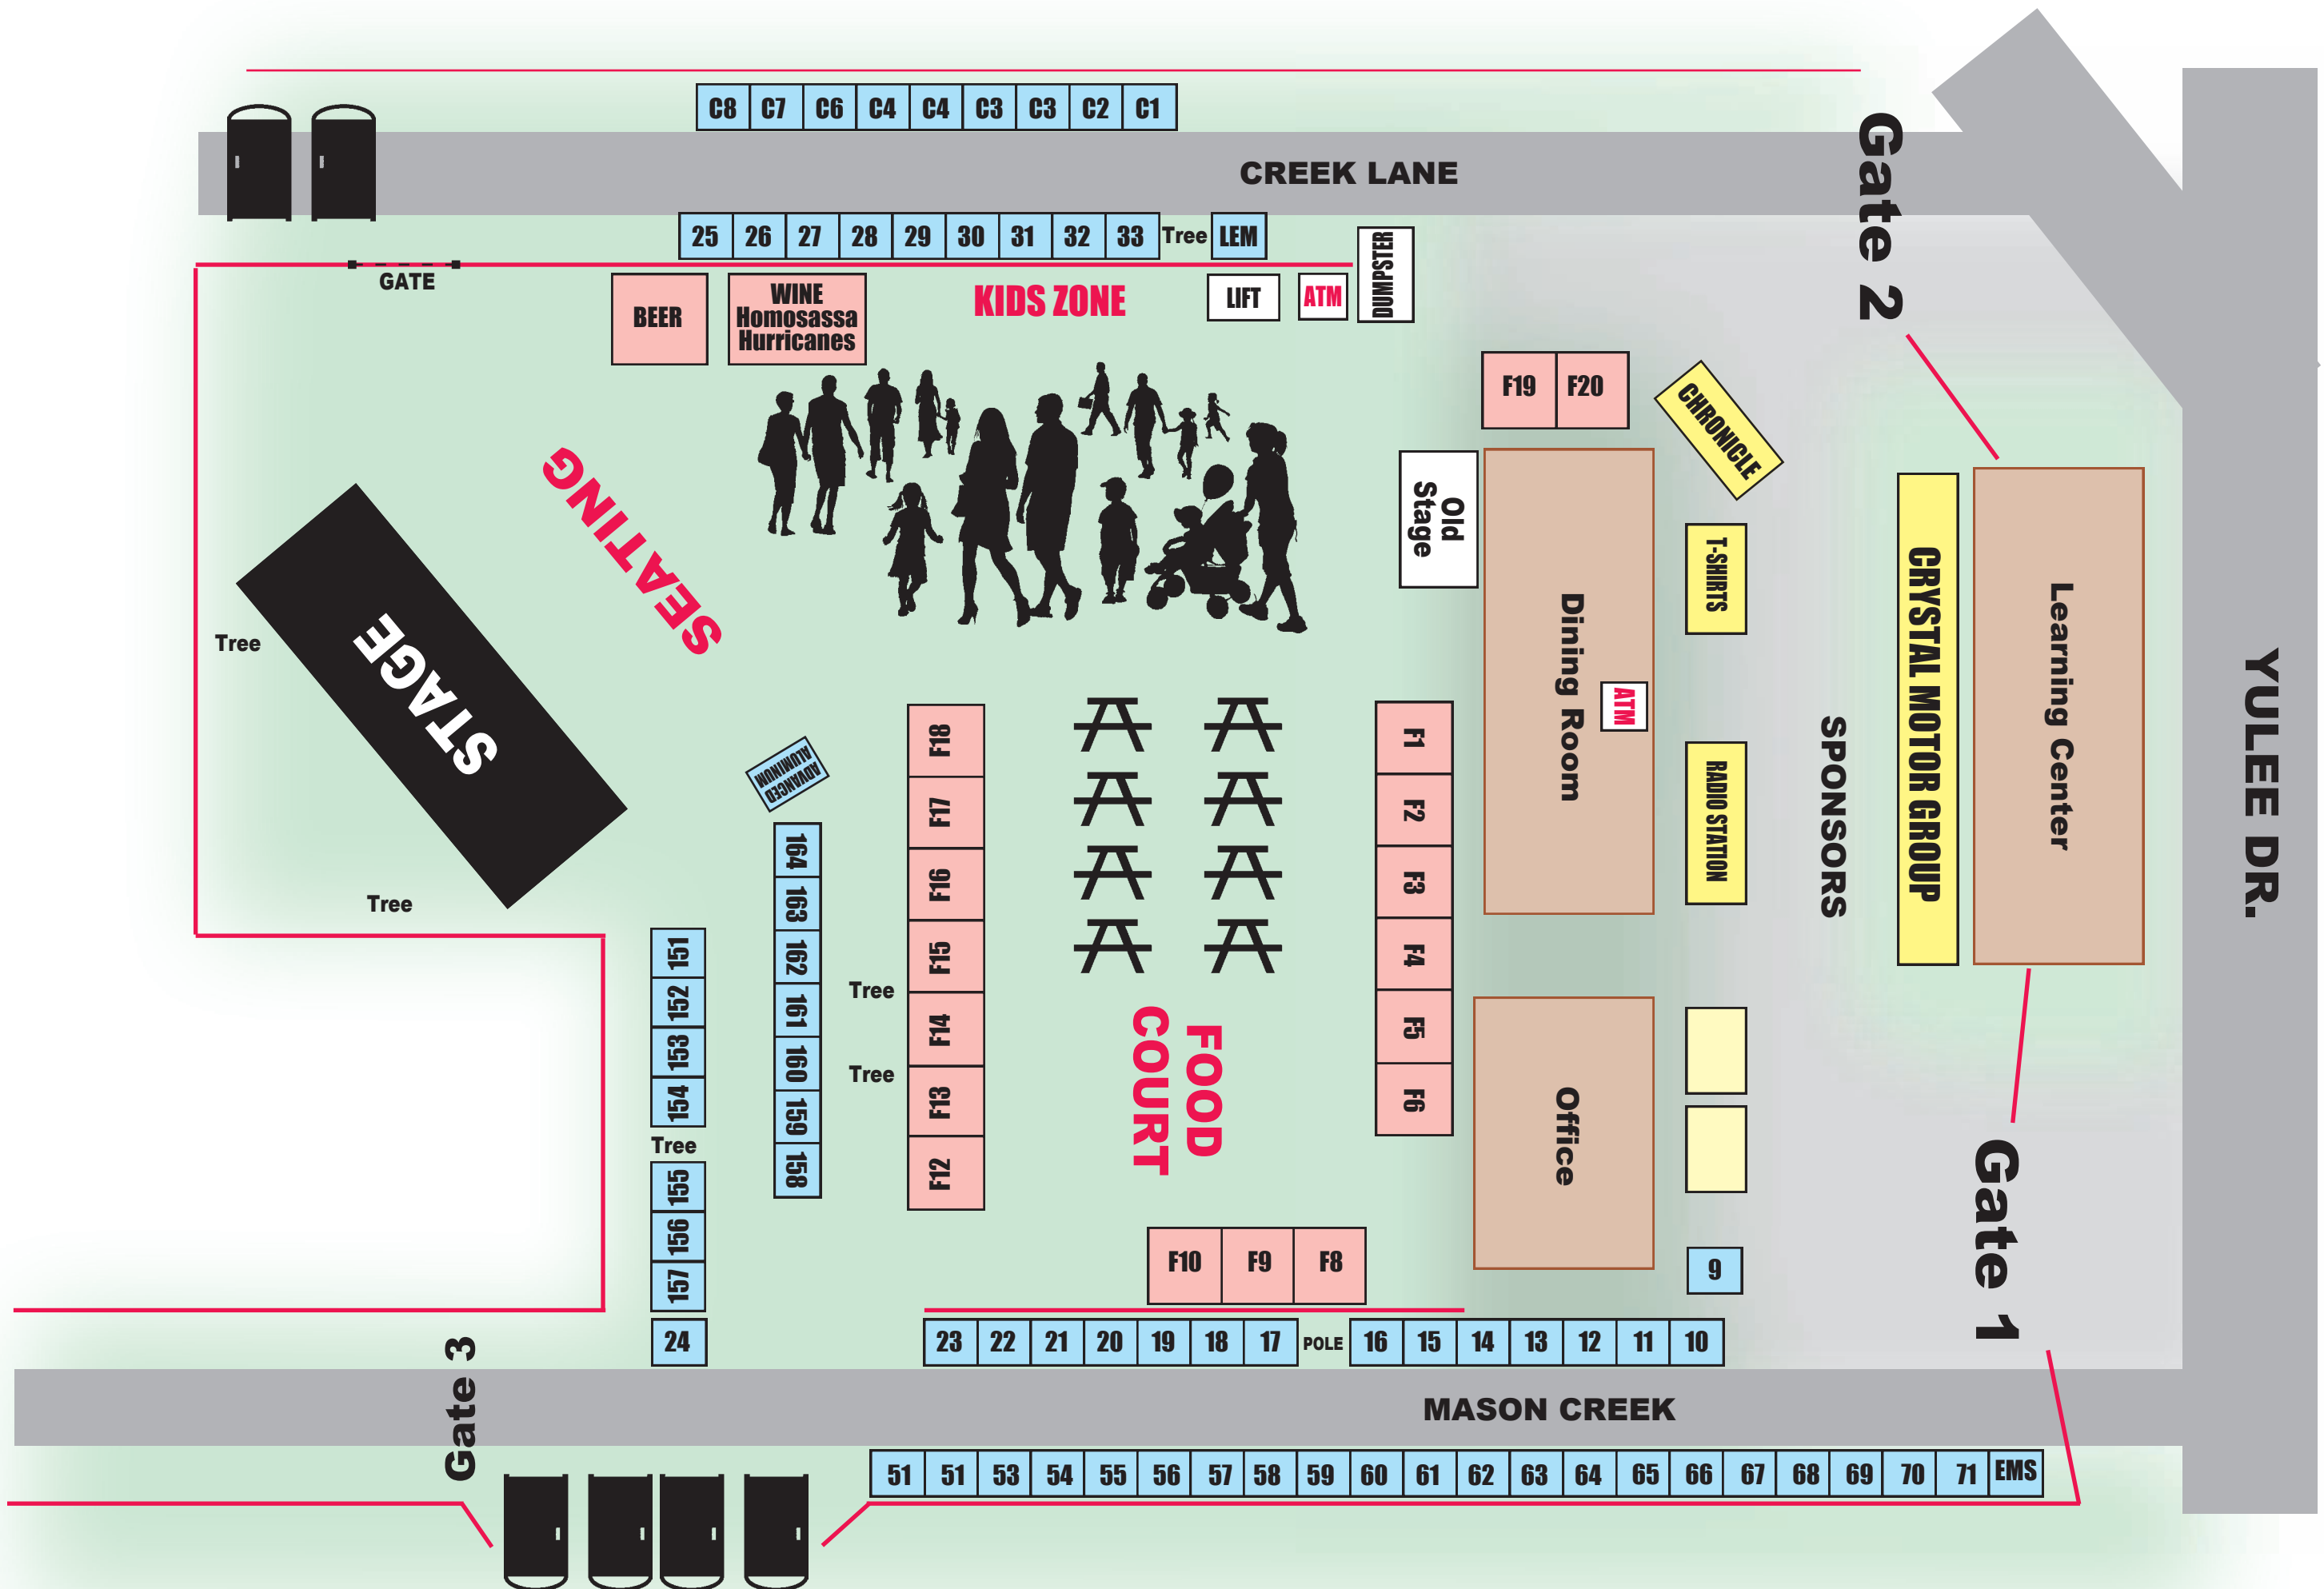 C8 C7 C6 C4 C4 C3 C3 C2 C1
CREEK LANE
Gate 2
25 26 27 28 29 30 31 32 33 Tree LEM
GATE
BEER
WINE
Homosassa
Hurricanes
KIDS ZONE
LIFT
ATM
DUMPSTER
F19 F20
CHRONICLE
SEATING
Old
Stage
T-SHIRTS
Dining Room
ATM
RADIO STATION
SPONSORS
CRYSTAL MOTOR GROUP
Learning Center
YULEE DR.
Tree
STAGE
Tree
ADVANCED
ALUMINUM
164
163
162
161
160
159
158
151
152
153
154
Tree
155
156
157
24
Tree
Tree
F18
F17
F16
F15
F14
F13
F12
FOOD
COURT
F1
F2
F3
F4
F5
F6
Office
F10 F9 F8
9
Gate 1
23 22 21 20 19 18 17 POLE 16 15 14 13 12 11 10
Gate 3
MASON CREEK
51 51 53 54 55 56 57 58 59 60 61 62 63 64 65 66 67 68 69 70 71 EMS